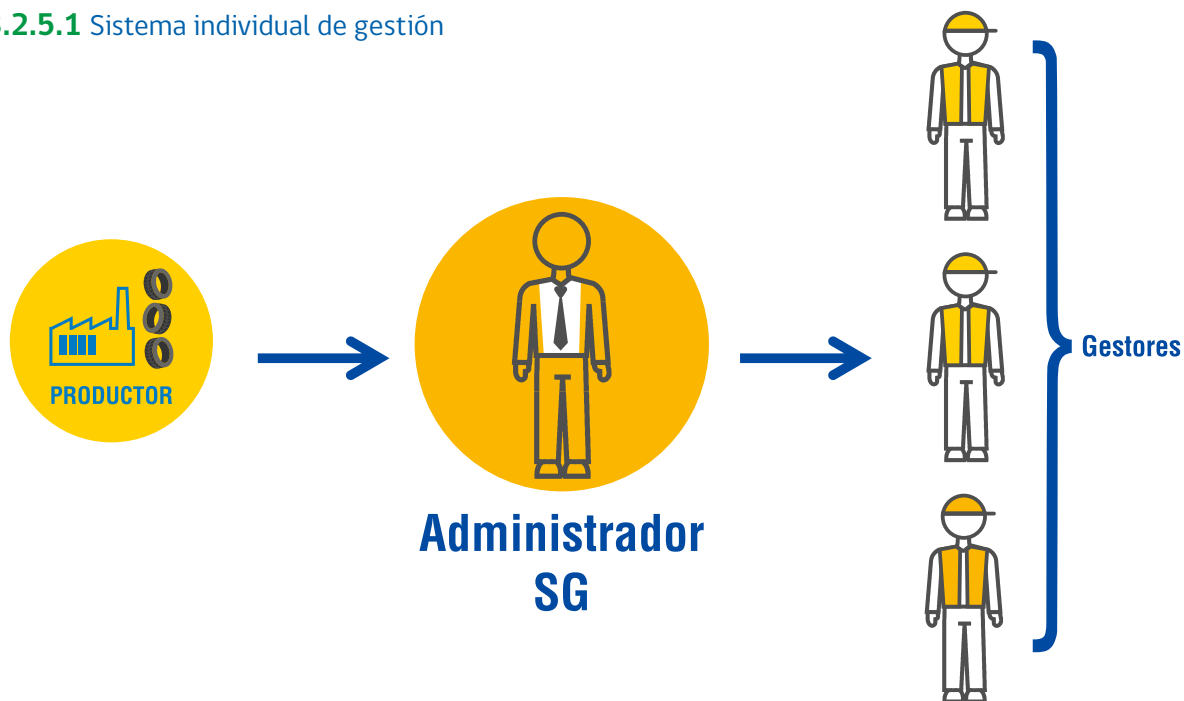 .2.5.1 Sistema individual de gestión
PRODUCTOR
Administrador
SG
Gestores